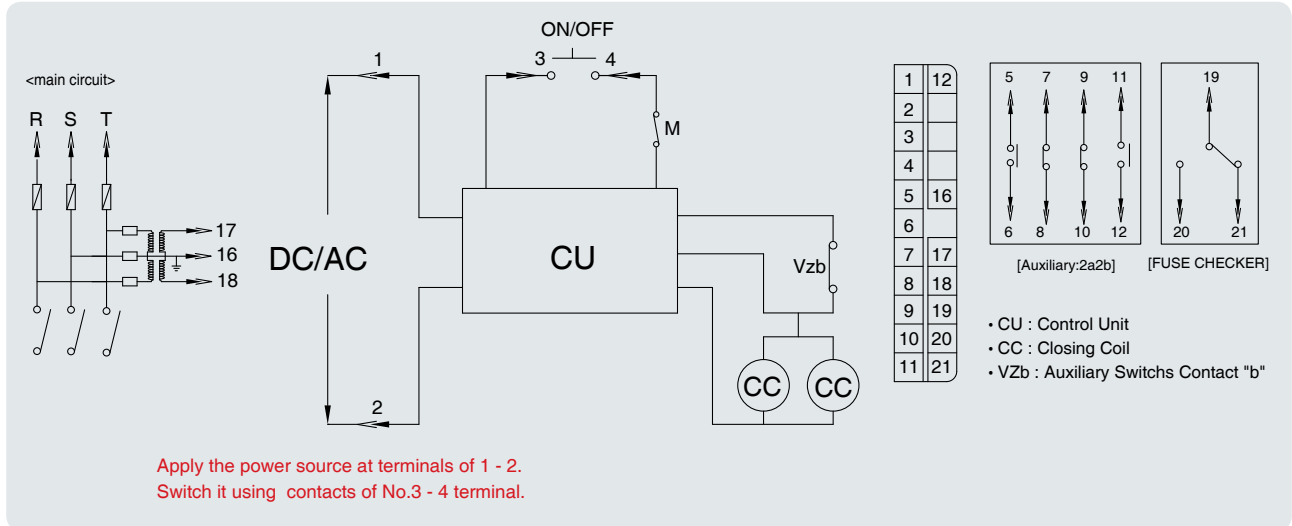 ON/OFF
1
3
4
<main circuit>
R S T
M
17
16
18
DC/AC
CU
Vzb
CC
CC
2
1 12
2
3
4
5 16
6
7 17
8 18
9 19
10 20
11 21
5 7 9 11
6 8 10 12
[Auxiliary:2a2b]
19
20 21
[FUSE CHECKER]
• CU : Control Unit
• CC : Closing Coil
• VZb : Auxiliary Switchs Contact "b"
Apply the power source at terminals of 1 - 2.
Switch it using contacts of No.3 - 4 terminal.